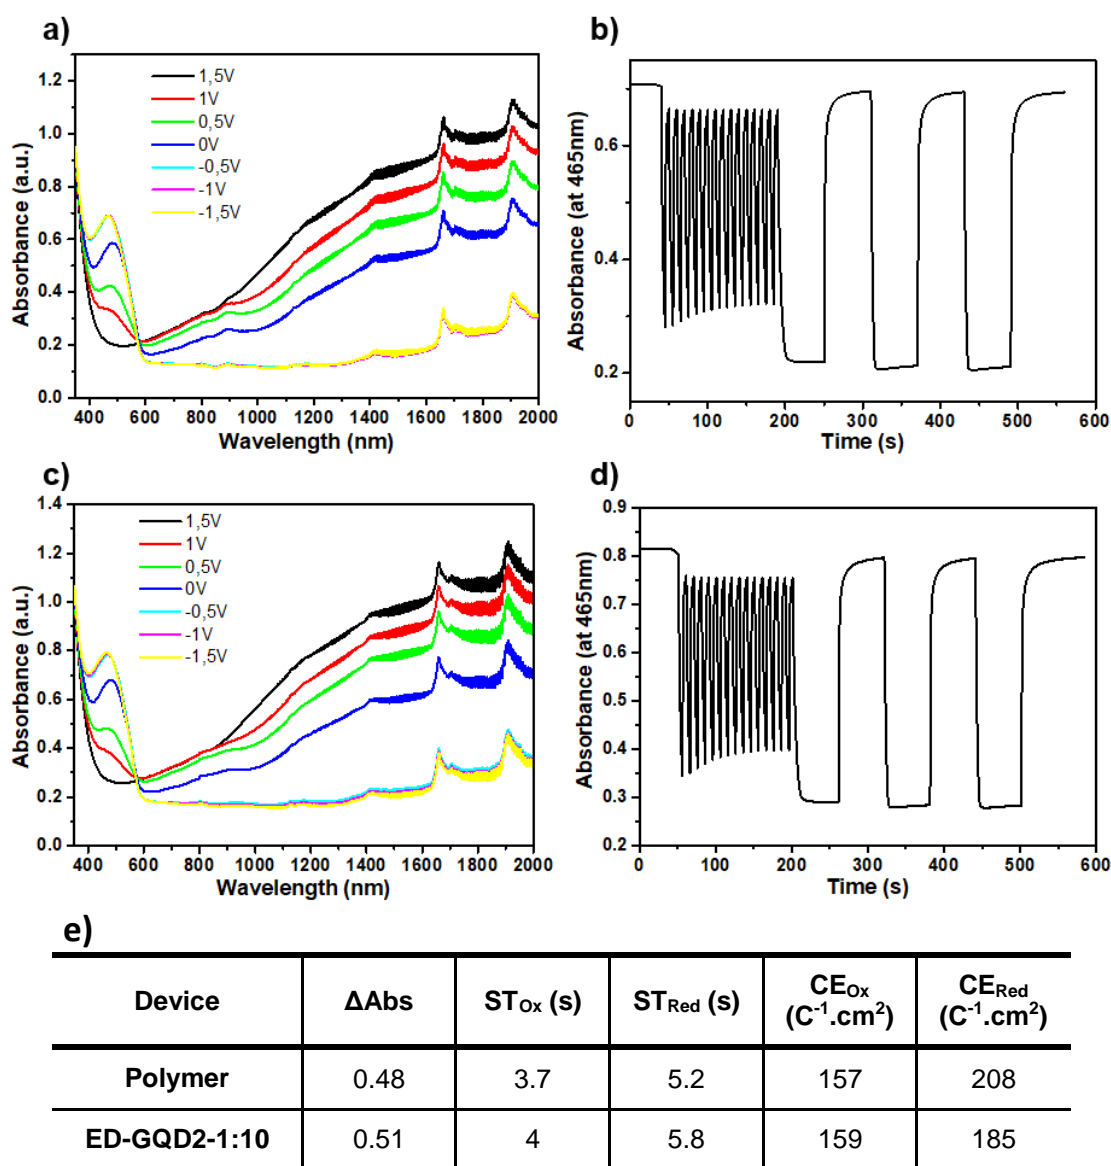 a)
1,5V
1V
0,5V
0V
-0,5V
-1V
-1,5V
Absorbance (a.u.)
1.2
1.0
0.8
0.6
0.4
0.2
0.0
400 600 800 1000 1200 1400 1600 1800 2000
Wavelength (nm)
b)
Absorbance (at 465nm)
0.6
0.4
0.2
0 100 200 300 400 500 600
Time (s)
c)
1,5V
1V
0,5V
0V
-0,5V
-1V
-1,5V
Absorbance (a.u.)
1.4
1.2
1.0
0.8
0.6
0.4
0.2
0.0
400 600 800 1000 1200 1400 1600 1800 2000
Wavelength (nm)
d)
Absorbance (at 465nm)
0.9
0.8
0.7
0.6
0.5
0.4
0.3
0.2
0 100 200 300 400 500 600
Time (s)
e)
Device ΔAbs ST_Ox (s) ST_Red (s) CE_Ox (C⁻¹.cm²) CE_Red (C⁻¹.cm²)
Polymer 0.48 3.7 5.2 157 208
ED-GQD2-1:10 0.51 4 5.8 159 185